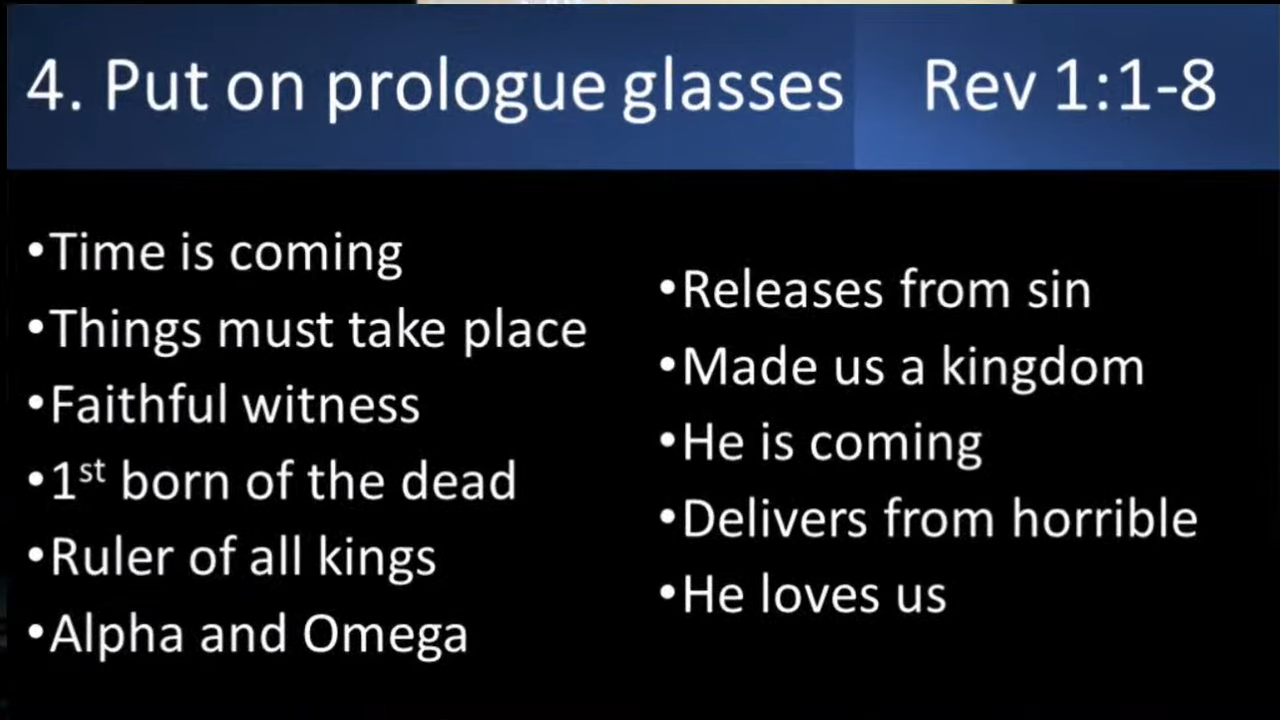 4. Put on prologue glasses Rev 1:1-8
•Time is coming
•Things must take place
•Faithful witness
•1st born of the dead
•Ruler of all kings
•Alpha and Omega
•Releases from sin
•Made us a kingdom
•He is coming
•Delivers from horrible
•He loves us